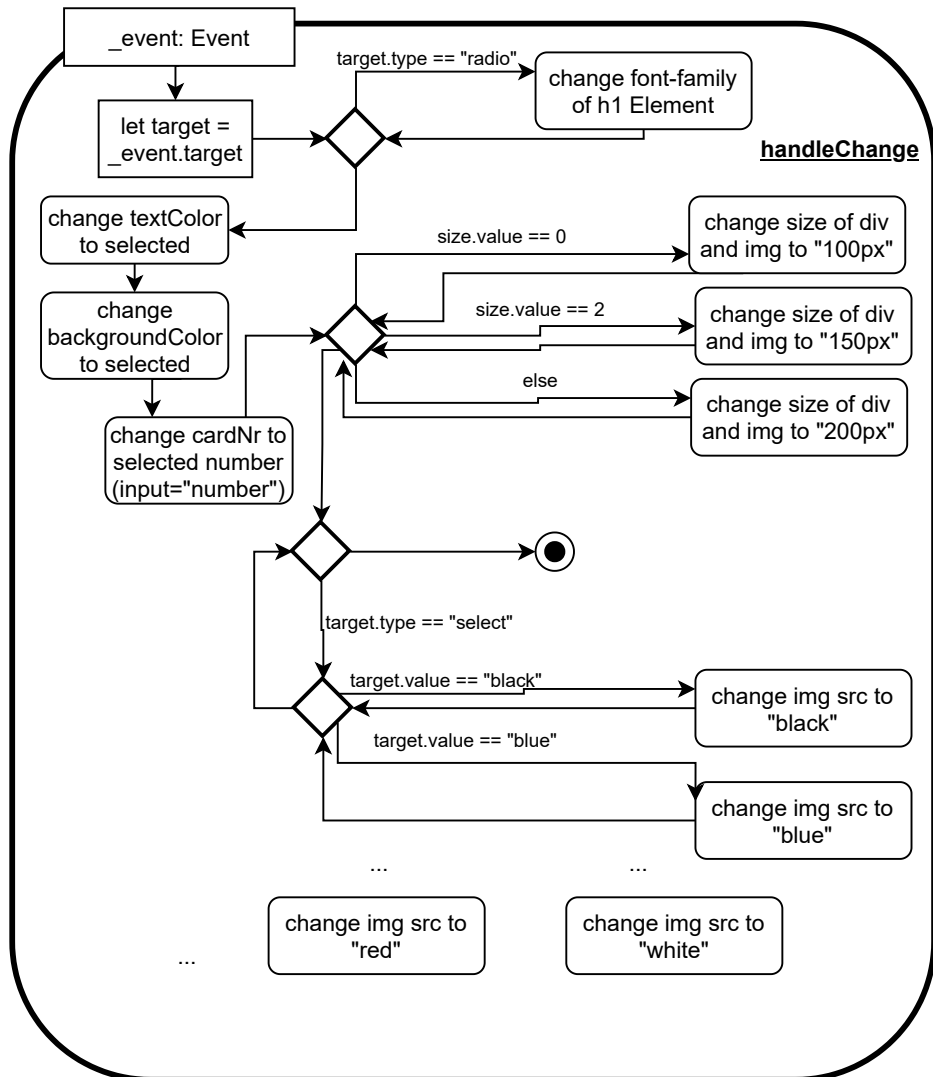 _event: Event
target.type == "radio"
change font-family
of h1 Element
let target =
_event.target
handleChange
change textColor
to selected
size.value == 0
change size of div
and img to "100px"
change
backgroundColor
to selected
size.value == 2
change size of div
and img to "150px"
else
change size of div
and img to "200px"
change cardNr to
selected number
(input="number")
target.type == "select"
target.value == "black"
change img src to
"black"
target.value == "blue"
change img src to
"blue"
...
...
change img src to
"red"
change img src to
"white"
...